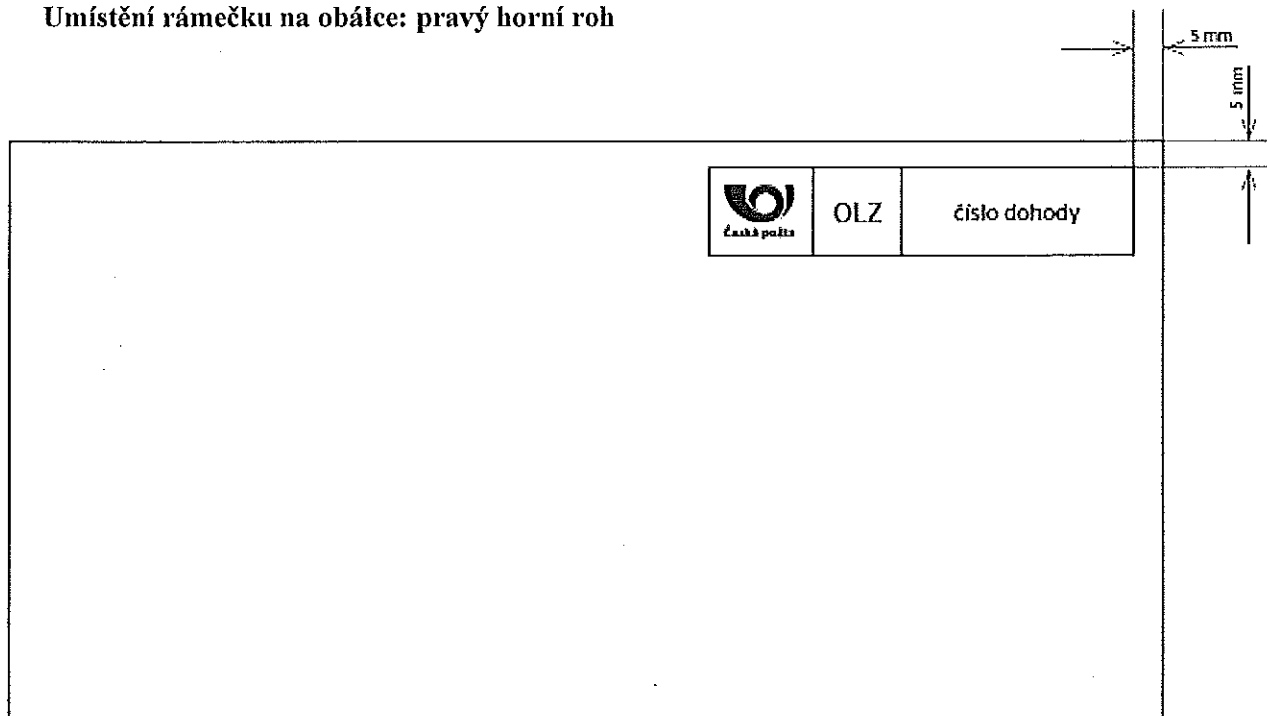 Umístění rámečku na obálce: pravý horní roh
5 mm
5 mm
Česká pošta
OLZ
číslo dohody